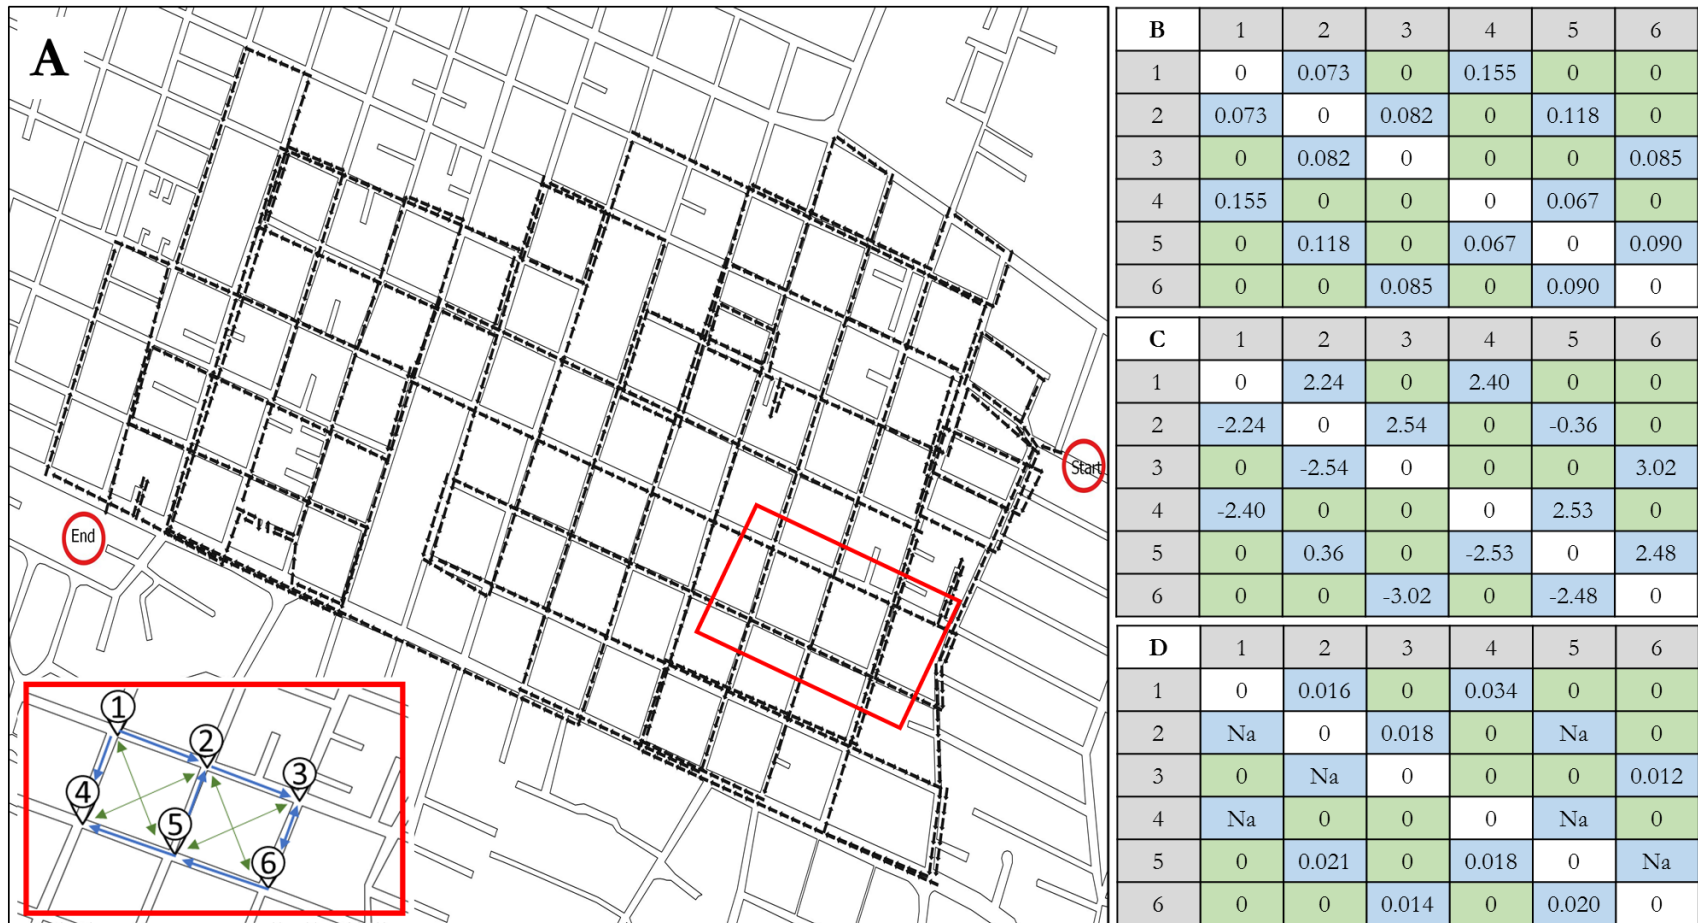 A
Start
End
1
2
3
4
5
6
B 1 2 3 4 5 6
1 0 0.073 0 0.155 0 0
2 0.073 0 0.082 0 0.118 0
3 0 0.082 0 0 0 0.085
4 0.155 0 0 0 0.067 0
5 0 0.118 0 0.067 0 0.090
6 0 0 0.085 0 0.090 0
C 1 2 3 4 5 6
1 0 2.24 0 2.40 0 0
2 -2.24 0 2.54 0 -0.36 0
3 0 -2.54 0 0 0 3.02
4 -2.40 0 0 0 2.53 0
5 0 0.36 0 -2.53 0 2.48
6 0 0 -3.02 0 -2.48 0
D 1 2 3 4 5 6
1 0 0.016 0 0.034 0 0
2 Na 0 0.018 0 Na 0
3 0 Na 0 0 0 0.012
4 Na 0 0 0 Na 0
5 0 0.021 0 0.018 0 Na
6 0 0 0.014 0 0.020 0